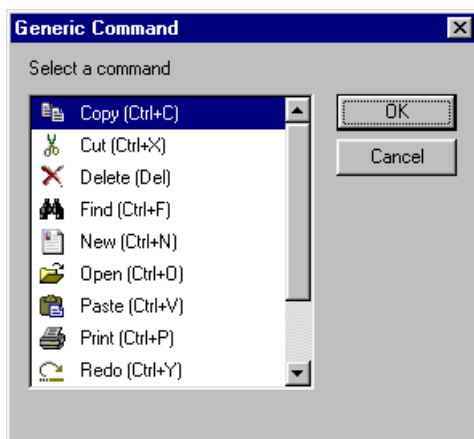 Generic Command
Select a command
Copy (Ctrl+C)
OK
Cut (Ctrl+X)
Cancel
Delete (Del)
Find (Ctrl+F)
New (Ctrl+N)
Open (Ctrl+O)
Paste (Ctrl+V)
Print (Ctrl+P)
Redo (Ctrl+Y)